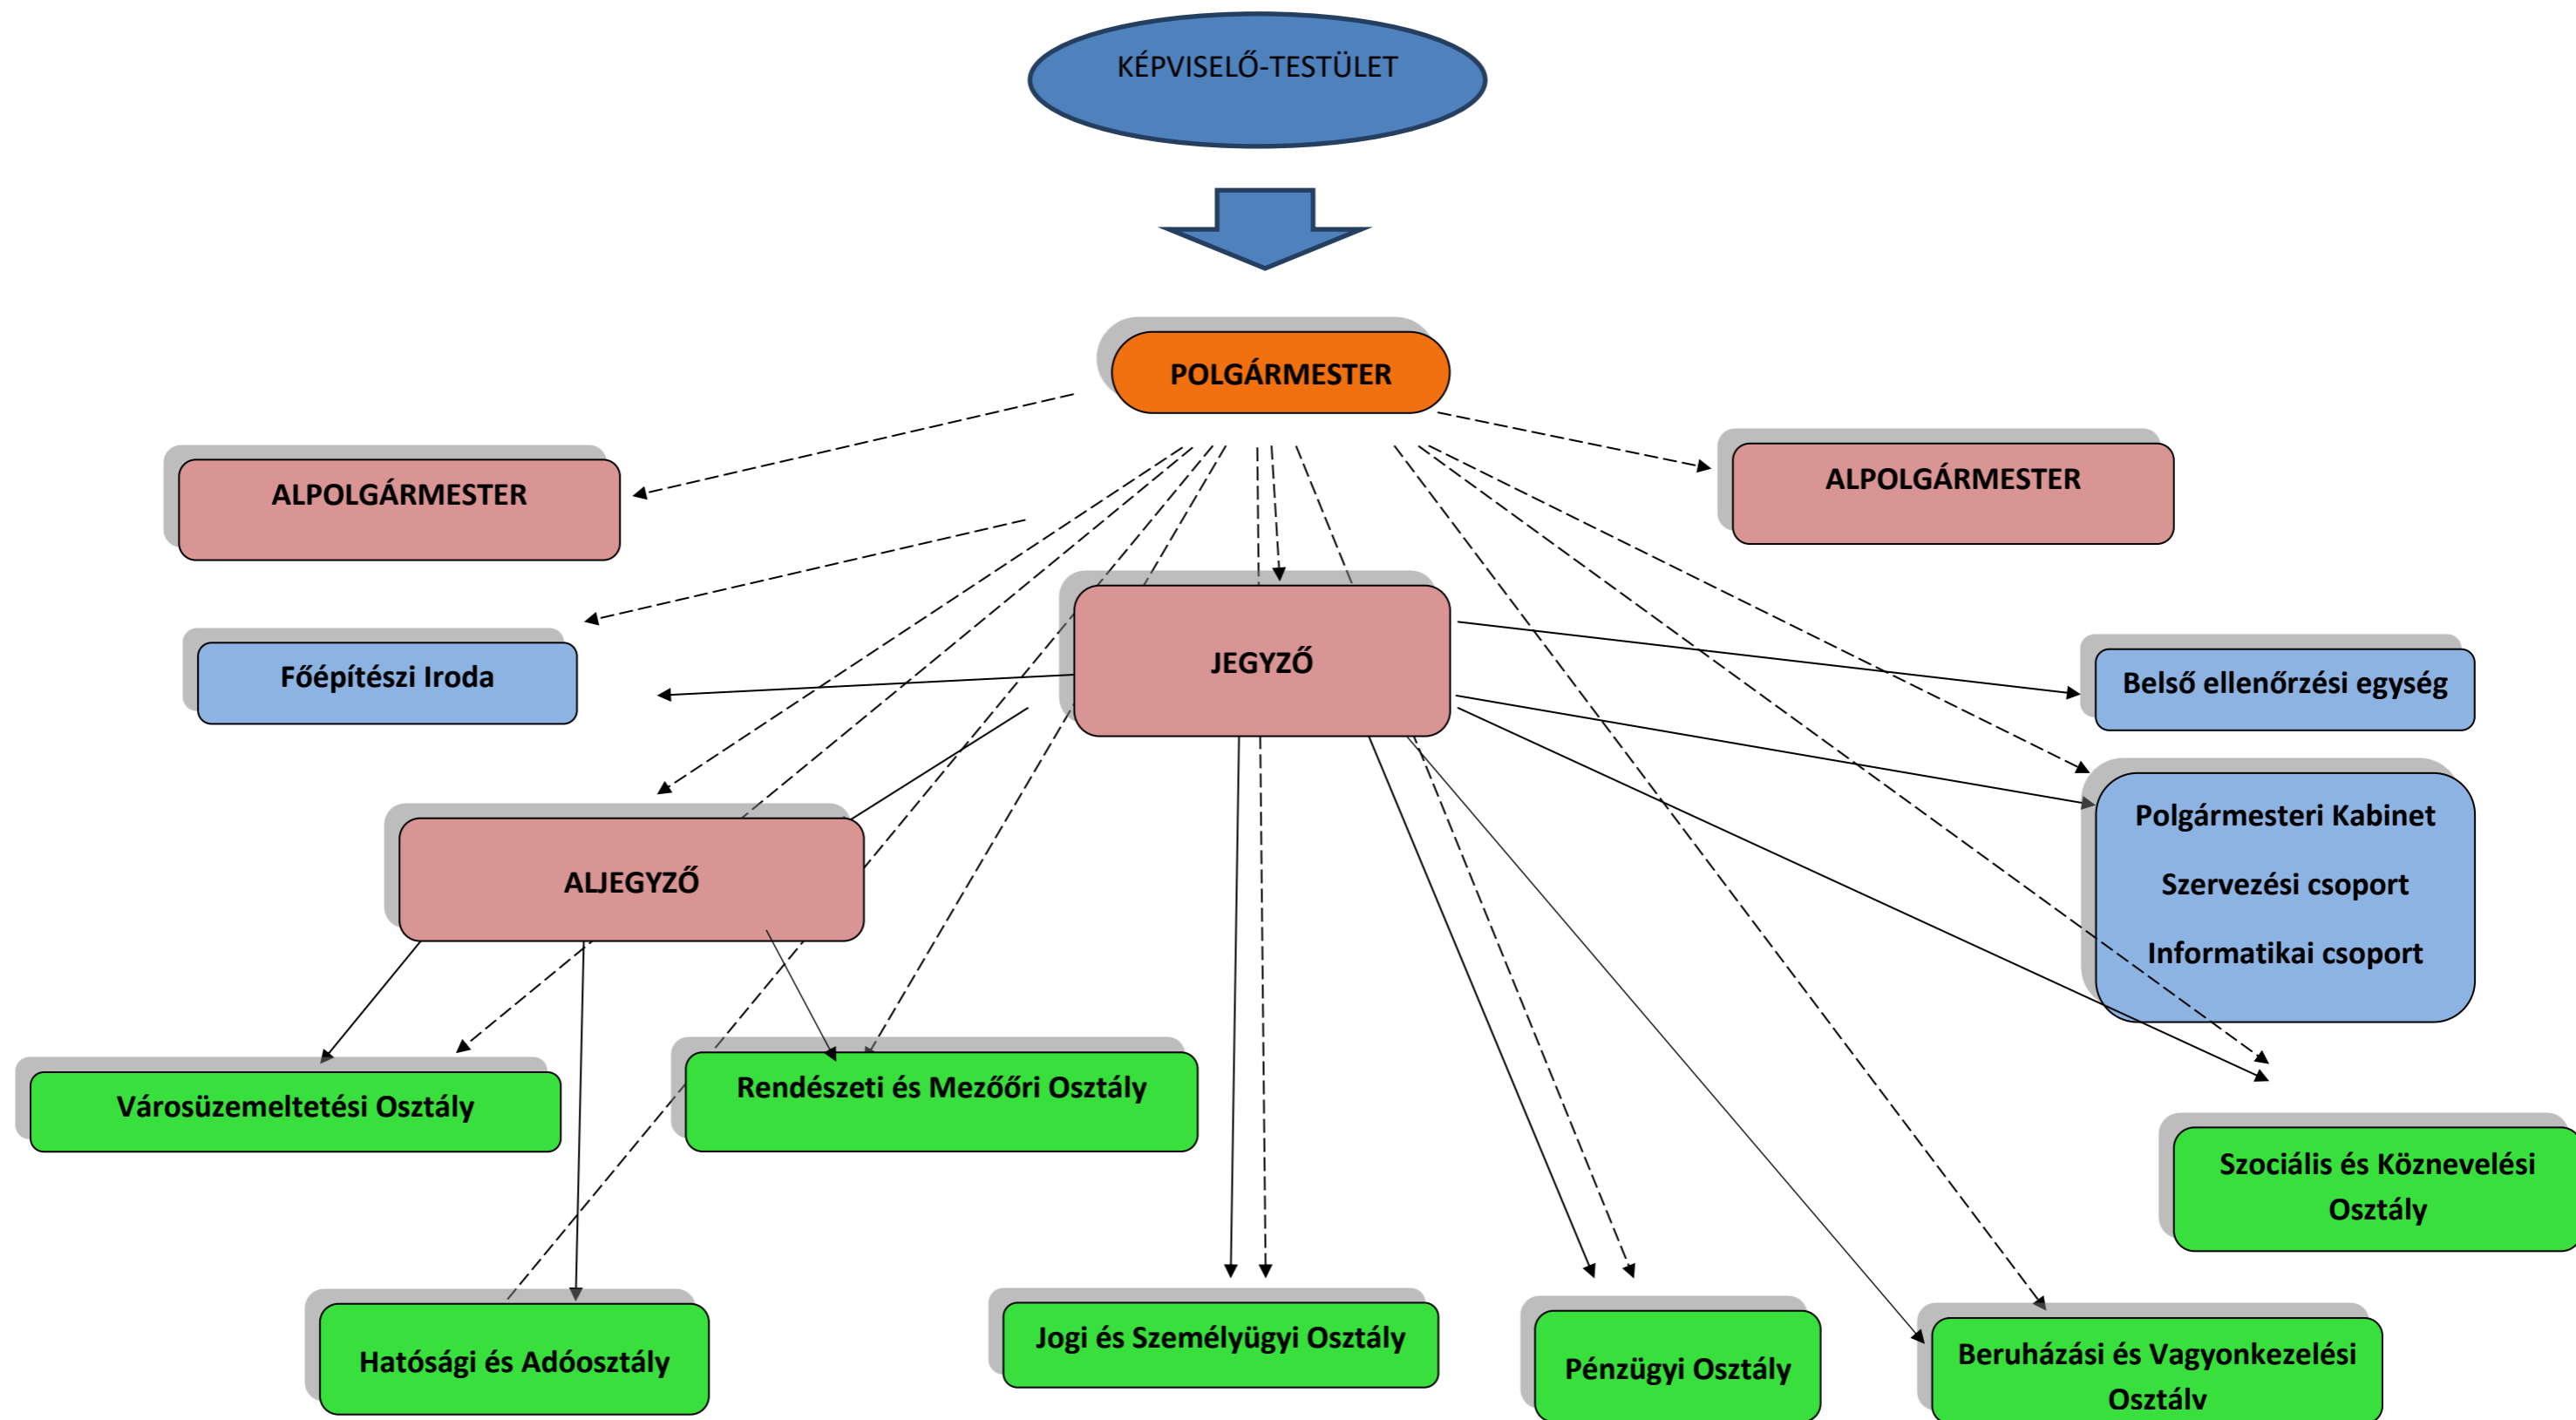 KÉPVISELŐ-TESTÜLET
POLGÁRMESTER
ALPOLGÁRMESTER
ALPOLGÁRMESTER
JEGYZŐ
Főépítészi Iroda
Belső ellenőrzési egység
Polgármesteri Kabinet
Szervezési csoport
Informatikai csoport
ALJEGYZŐ
Városüzemeltetési Osztály
Rendészeti és Mezőőri Osztály
Szociális és Köznevelési
Osztály
Hatósági és Adóosztály
Jogi és Személyügyi Osztály
Pénzügyi Osztály
Beruházási és Vagyonkezelési
Osztály